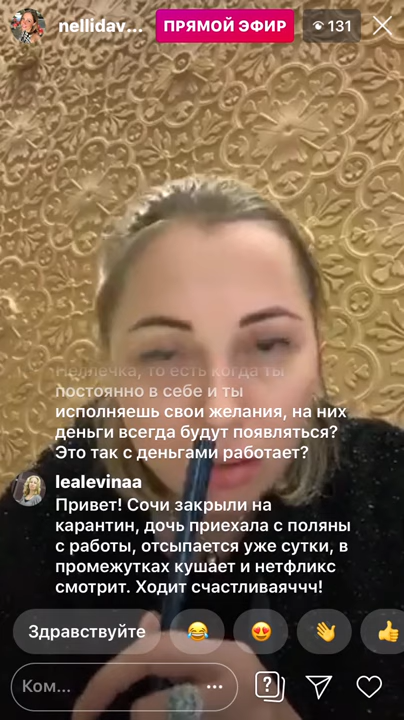 nellidav...
ПРЯМОЙ ЭФИР
131
Неллечка, то есть когда ты
постоянно в себе и ты
исполняешь свои желания, на них
деньги всегда будут появляться?
Это так с деньгами работает?
lealevinaa
Привет! Сочи закрыли на
карантин, дочь приехала с поляны
с работы, отсыпается уже сутки, в
промежутках кушает и нетфликс
смотрит. Ходит счастливаяччч!
Здравствуйте
Ком...